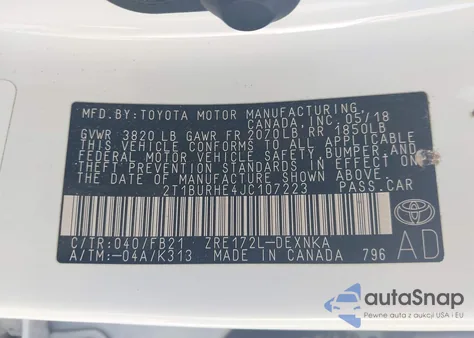 MFD. BY: TOYOTA MOTOR MANUFACTURING,
CANADA, INC. 05/18
GVWR 3820 LB GAWR FR 2070LB RR 1850LB
THIS VEHICLE CONFORMS TO ALL APPLICABLE
FEDERAL MOTOR VEHICLE SAFETY, BUMPER, AND
THEFT PREVENTION STANDARDS IN EFFECT ON
THE DATE OF MANUFACTURE SHOWN ABOVE.
2T1BURHE4JC107223 PASS.CAR
C/TR:040/FB21 ZRE172L-DEXNKA
A/TM:-04A/K313 MADE IN CANADA 796
AD
autoSnap
Pewne auta z aukcji USA i EU